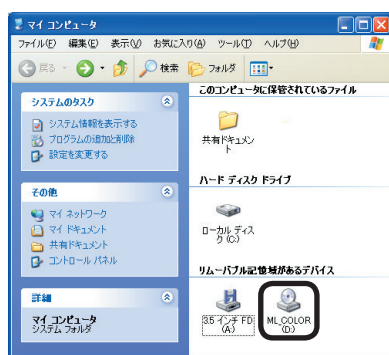 マイ コンピュータ
ファイル(F) 編集(E) 表示(V) お気に入り(A) ツール(T) ヘルプ(H)
戻る 検索 フォルダ
システムのタスク
システム情報を表示する
プログラムの追加と削除
設定を変更する
その他
マイ ネットワーク
マイ ドキュメント
共有ドキュメント
コントロール パネル
詳細
マイ コンピュータ
システム フォルダ
このコンピュータに保管されているファイル
共有ドキュメン
ト
ハード ディスク ドライブ
ローカル ディス
ク (C:)
リムーバブル記憶域があるデバイス
3.5 インチ FD
(A:)
ML_COLOR
(D:)